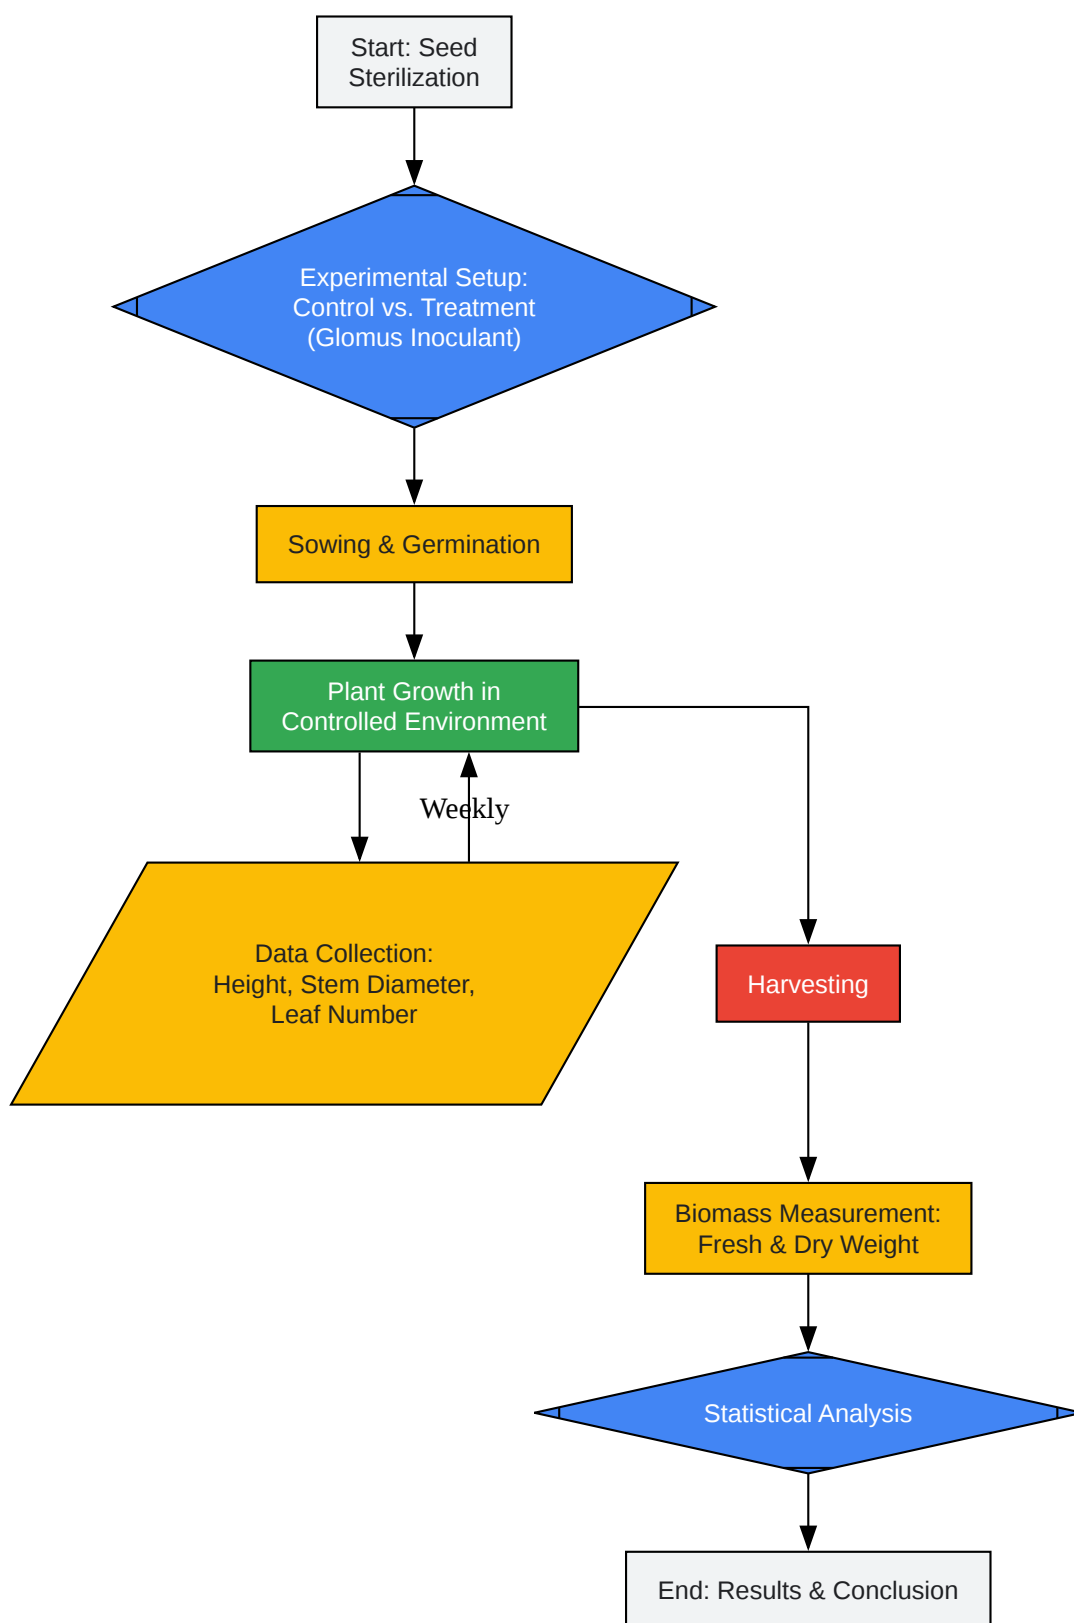 Start: Seed
Sterilization
Experimental Setup:
Control vs. Treatment
(Glomus Inoculant)
Sowing & Germination
Plant Growth in
Controlled Environment
Weekly
Data Collection:
Height, Stem Diameter,
Leaf Number
Harvesting
Biomass Measurement:
Fresh & Dry Weight
Statistical Analysis
End: Results & Conclusion